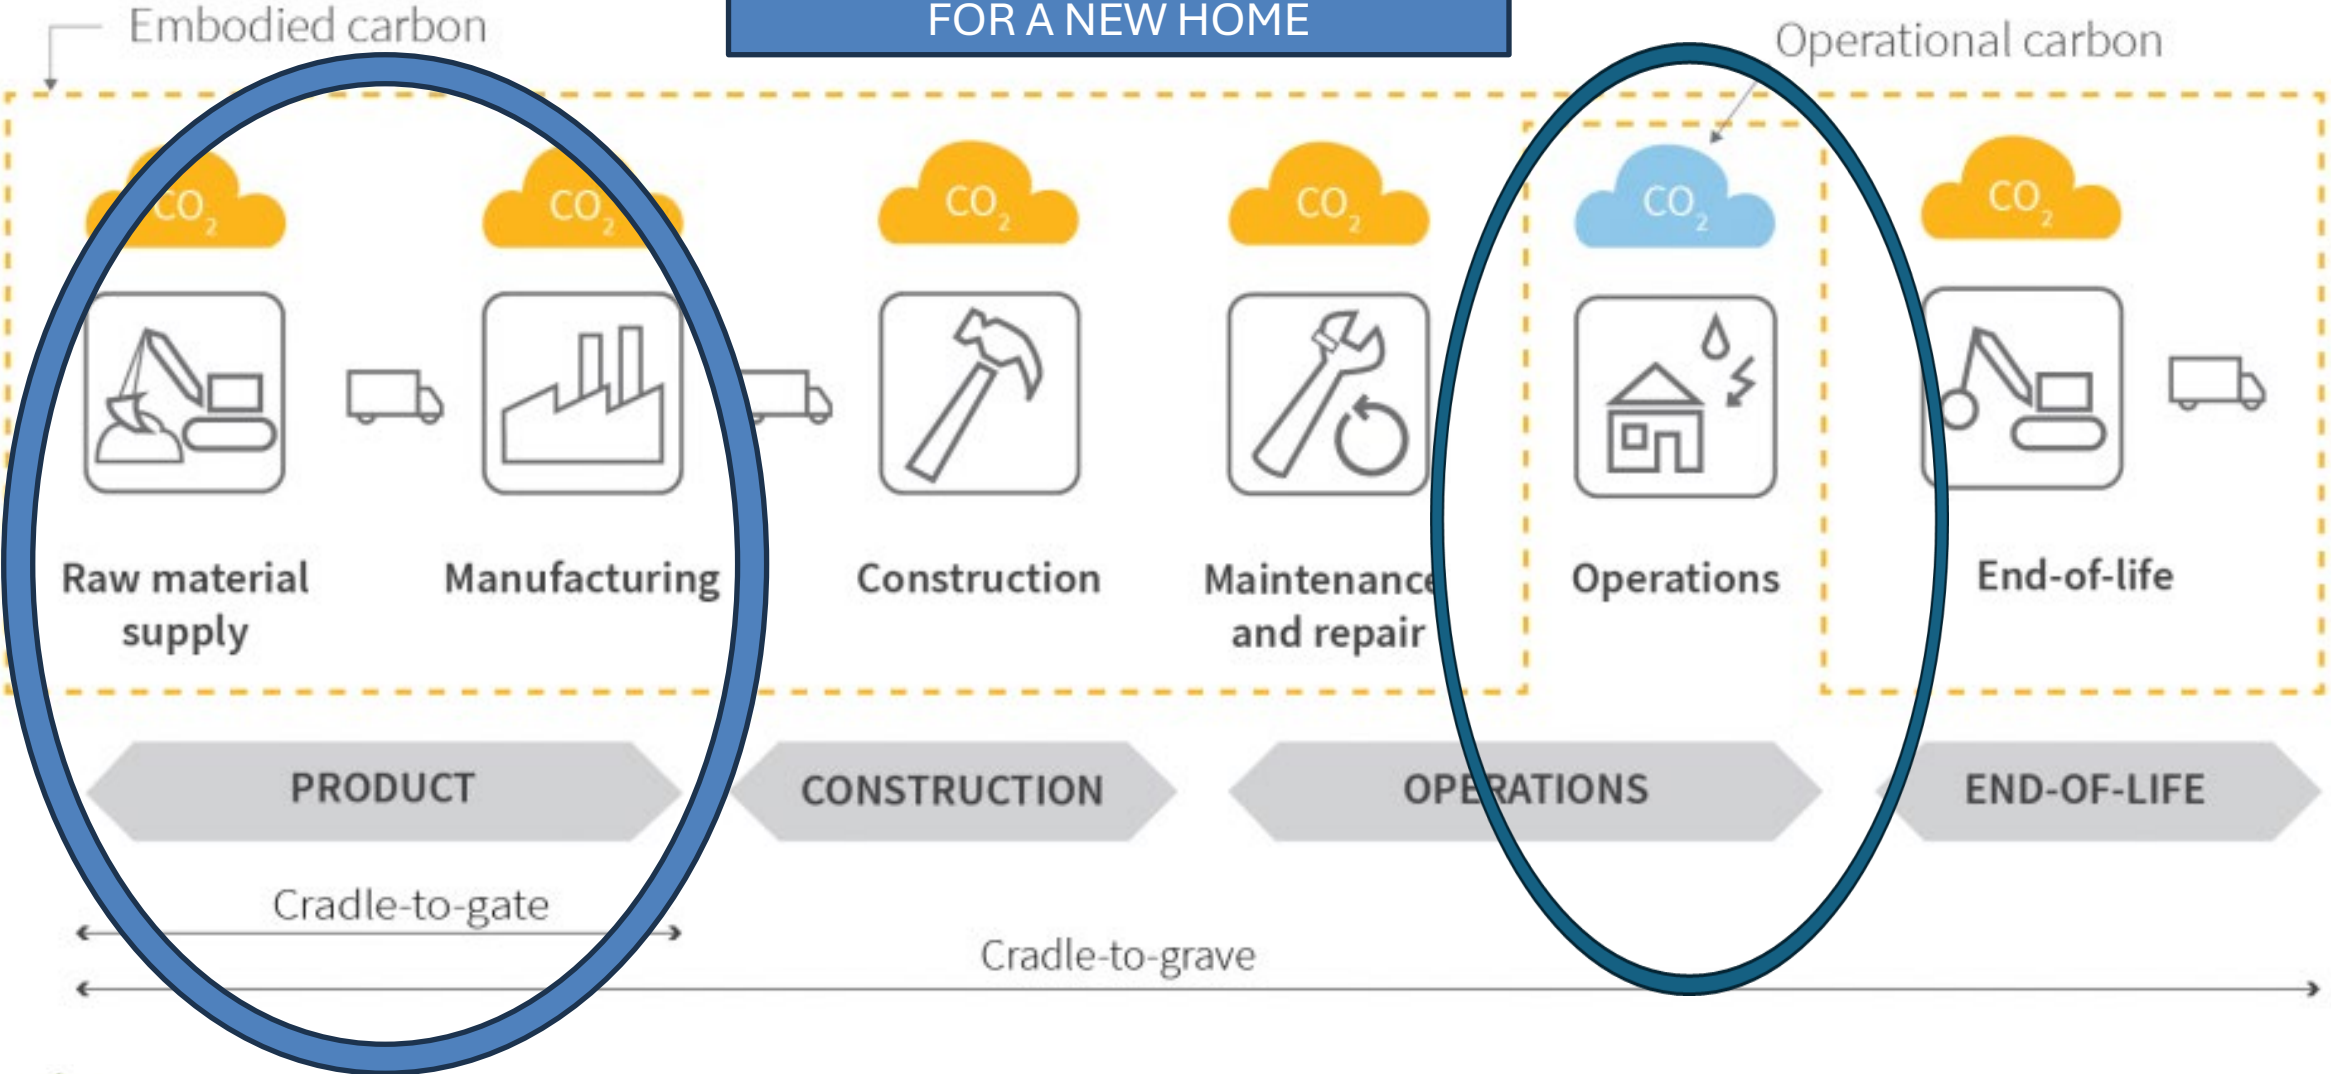 FOR A NEW HOME
Embodied carbon
Operational carbon
CO2
CO2
CO2
CO2
CO2
CO2
Raw material
supply
Manufacturing
Construction
Maintenance
and repair
Operations
End-of-life
PRODUCT
CONSTRUCTION
OPERATIONS
END-OF-LIFE
Cradle-to-gate
Cradle-to-grave